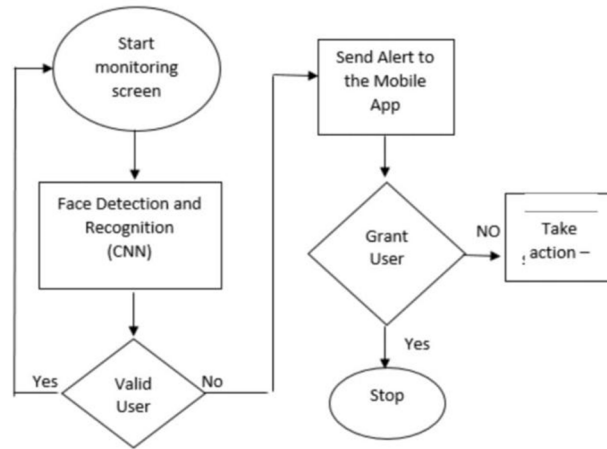 Start
monitoring
screen
Face Detection and
Recognition
(CNN)
Valid
User
Yes
No
Send Alert to
the Mobile
App
Grant
User
NO
Take
action –
Yes
Stop